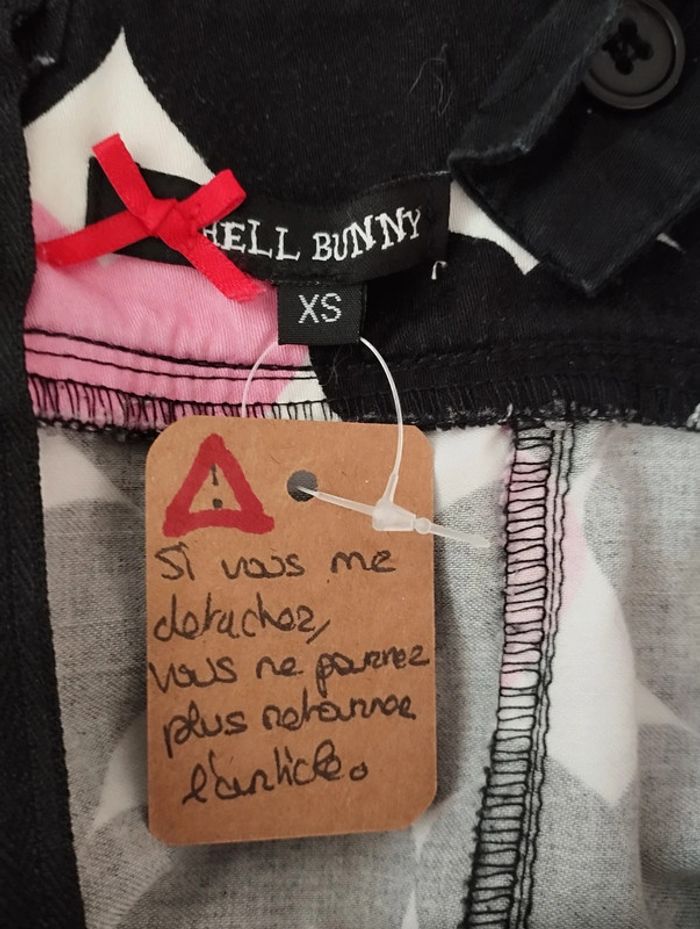 HELL BUNNY
XS
!
Si vous me
detachez,
vous ne pourrez
plus retourner
l'article.